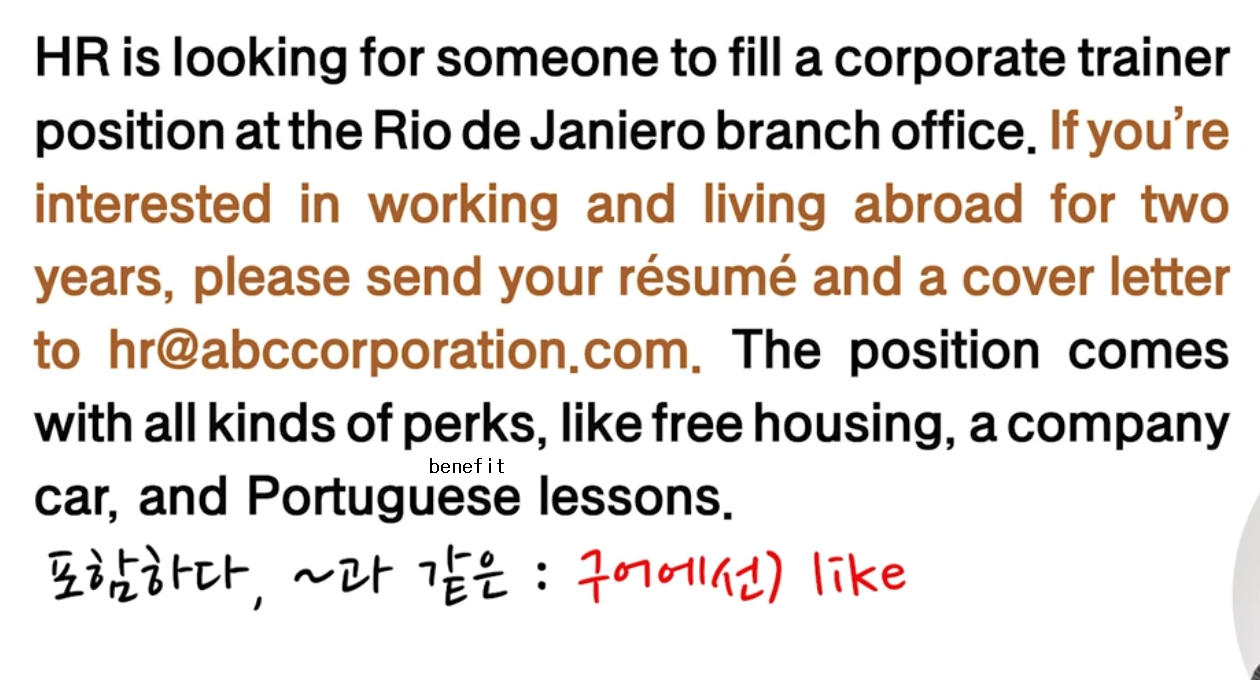 HR is looking for someone to fill a corporate trainer
position at the Rio de Janiero branch office. If you're
interested in working and living abroad for two
years, please send your résumé and a cover letter
to hr@abccorporation.com. The position comes
with all kinds of perks, like free housing, a company
benefit
car, and Portuguese lessons.
포함하다, ~과 같은 : 구어에선) like